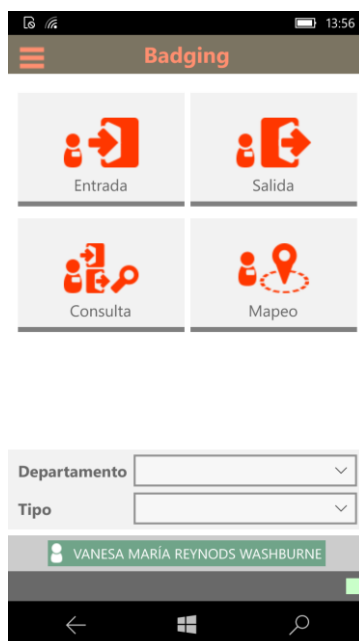 13:56
Badging
Entrada
Salida
Consulta
Mapeo
Departamento
Tipo
VANESA MARÍA REYNODS WASHBURNE